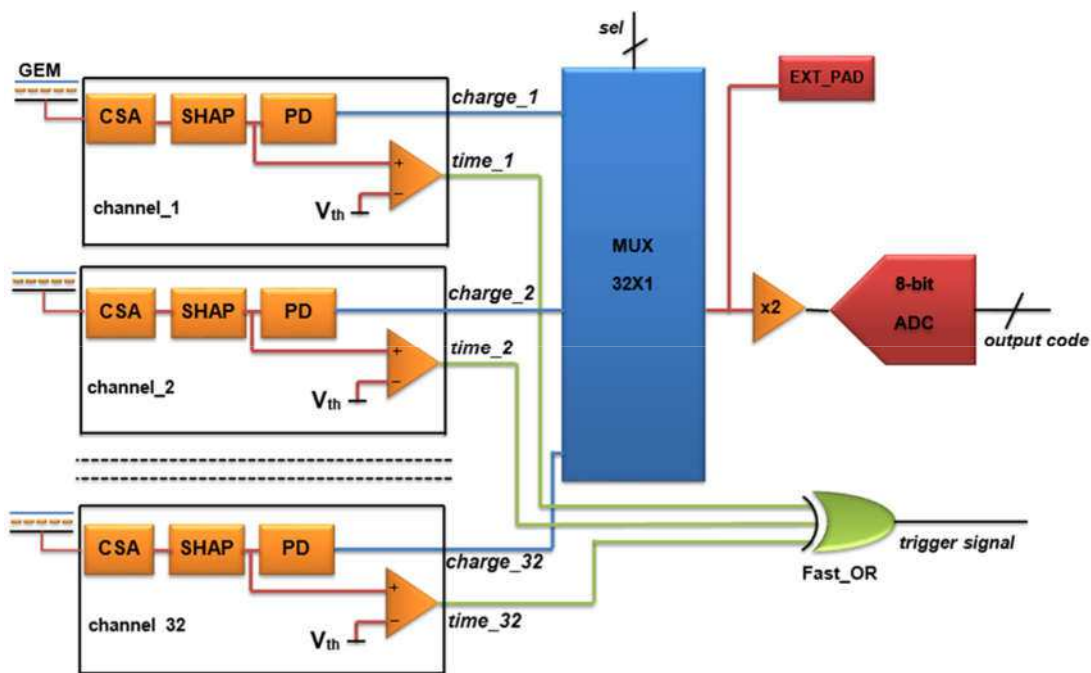 sel
GEM
EXT_PAD
CSA SHAP PD
charge_1
+
time_1
−
Vth
channel_1
MUX
32X1
CSA SHAP PD
charge_2
x2
8-bit
ADC
output code
+
time_2
−
Vth
channel_2
CSA SHAP PD
charge_32
+
time_32
−
Vth
channel 32
trigger signal
Fast_OR